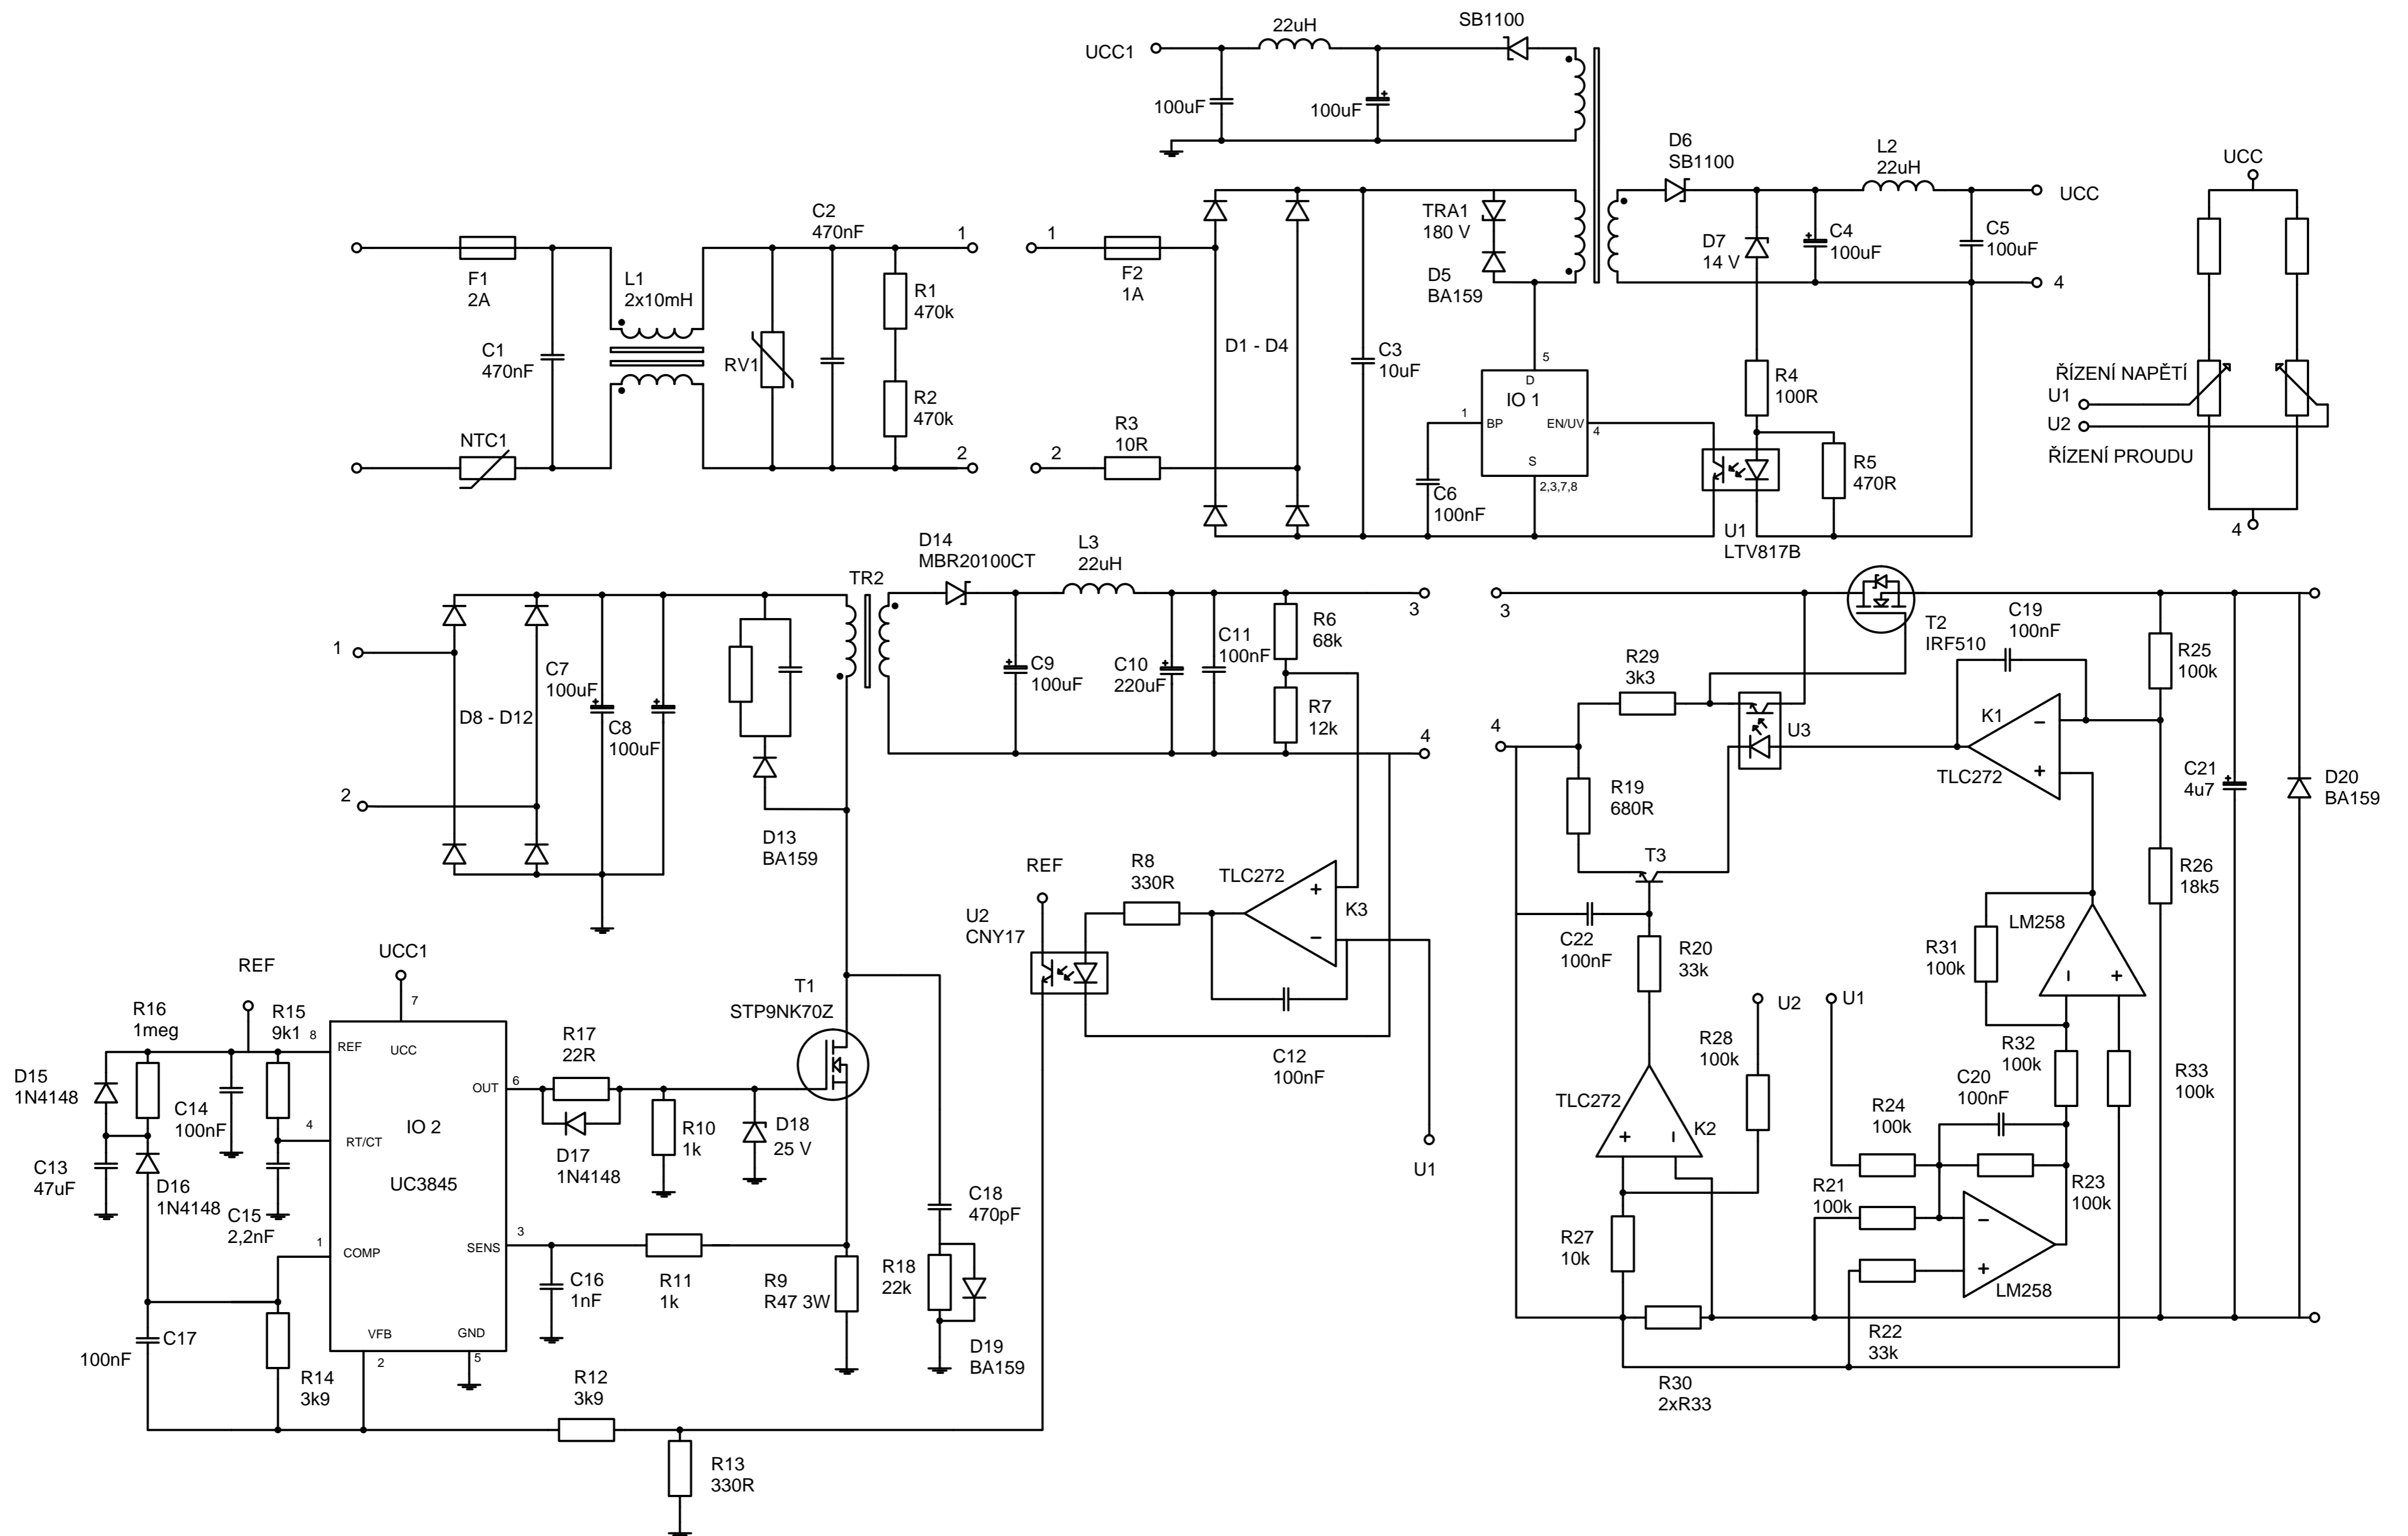 22uH
SB1100
UCC1
100uF
100uF
D6
SB1100
L2
22uH
UCC
C2
470nF
1
F1
2A
L1
2x10mH
C1
470nF
RV1
R1
470k
R2
470k
NTC1
2
1
F2
1A
TRA1
180 V
D5
BA159
D7
14 V
C4
100uF
C5
100uF
UCC
4
D1 - D4
C3
10uF
5
D
IO 1
1
BP
EN/UV
4
S
2,3,7,8
R4
100R
R3
10R
2
C6
100nF
R5
470R
U1
LTV817B
ŘÍZENÍ NAPĚTÍ
U1
U2
ŘÍZENÍ PROUDU
4
D14
MBR20100CT
L3
22uH
TR2
1
C7
100uF
D8 - D12
C8
100uF
2
D13
BA159
C9
100uF
C10
220uF
C11
100nF
R6
68k
R7
12k
3
4
3
T2
IRF510
C19
100nF
R25
100k
R29
3k3
4
U3
K1
−
+
TLC272
R19
680R
C21
4u7
D20
BA159
T3
R26
18k5
C22
100nF
R20
33k
LM258
R31
100k
−
+
REF
R8
330R
TLC272
+
−
K3
U2
CNY17
C12
100nF
U1
UCC1
7
REF
R16
1meg
R15
9k1
8
REF
UCC
D15
1N4148
C14
100nF
OUT
6
4
RT/CT
IO 2
C13
47uF
D16
1N4148
UC3845
C15
2,2nF
1
COMP
SENS
3
VFB
GND
2
5
C17
100nF
R14
3k9
R12
3k9
R13
330R
R17
22R
D17
1N4148
R10
1k
D18
25 V
T1
STP9NK70Z
C16
1nF
R11
1k
R9
R47 3W
C18
470pF
R18
22k
D19
BA159
U2
U1
R28
100k
R32
100k
R33
100k
TLC272
+
−
K2
C20
100nF
R24
100k
R21
100k
R23
100k
R27
10k
−
+
LM258
R22
33k
R30
2xR33